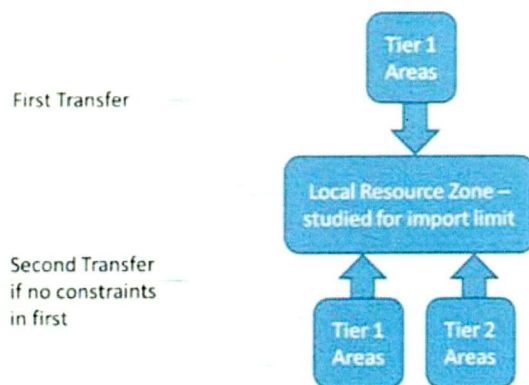 Tier 1
Areas
First Transfer
Local Resource Zone –
studied for import limit
Second Transfer
if no constraints
in first
Tier 1
Areas
Tier 2
Areas